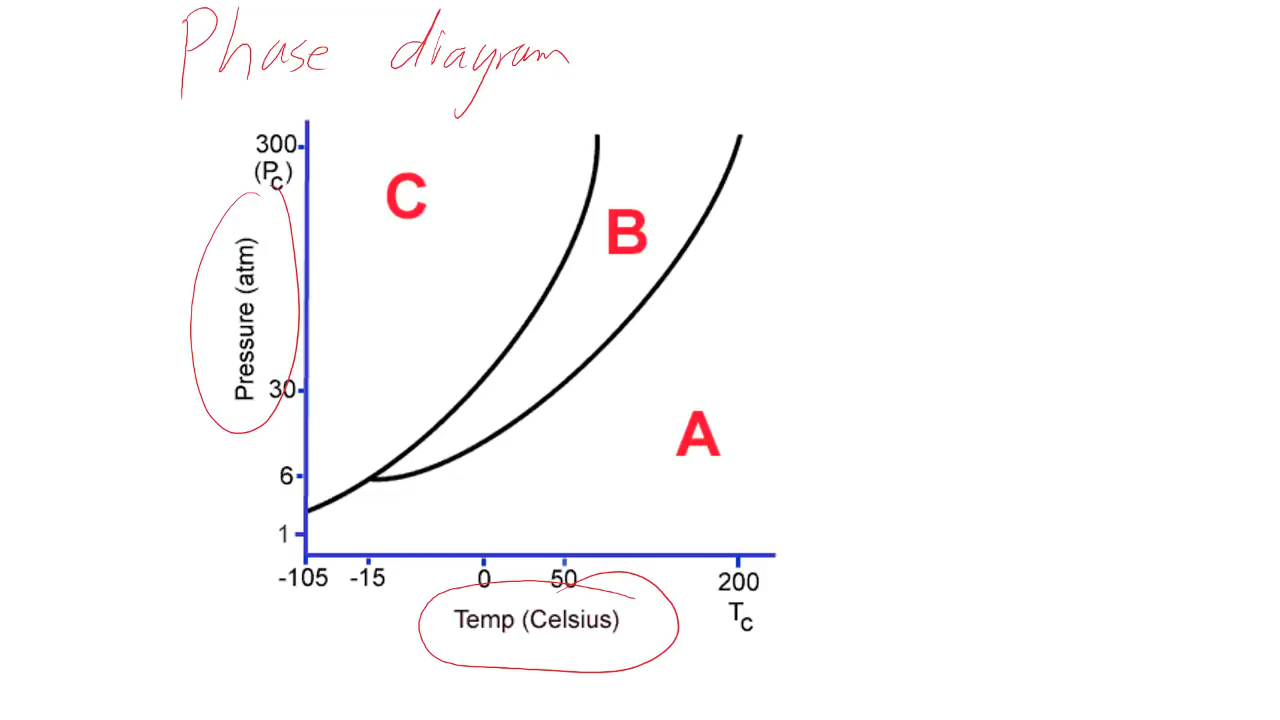 Phase diagram
300
(Pc)
C
B
Pressure (atm)
30
A
6
1
-105 -15 0 50 200
Temp (Celsius) Tc